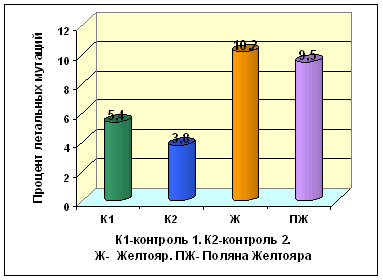 Процент летальных мутаций
12
10
8
6
4
2
0
5,4
3,8
10,2
9,5
К1 К2 Ж ПЖ
К1-контроль 1. К2-контроль 2.
Ж- Желтояр. ПЖ- Поляна Желтояра